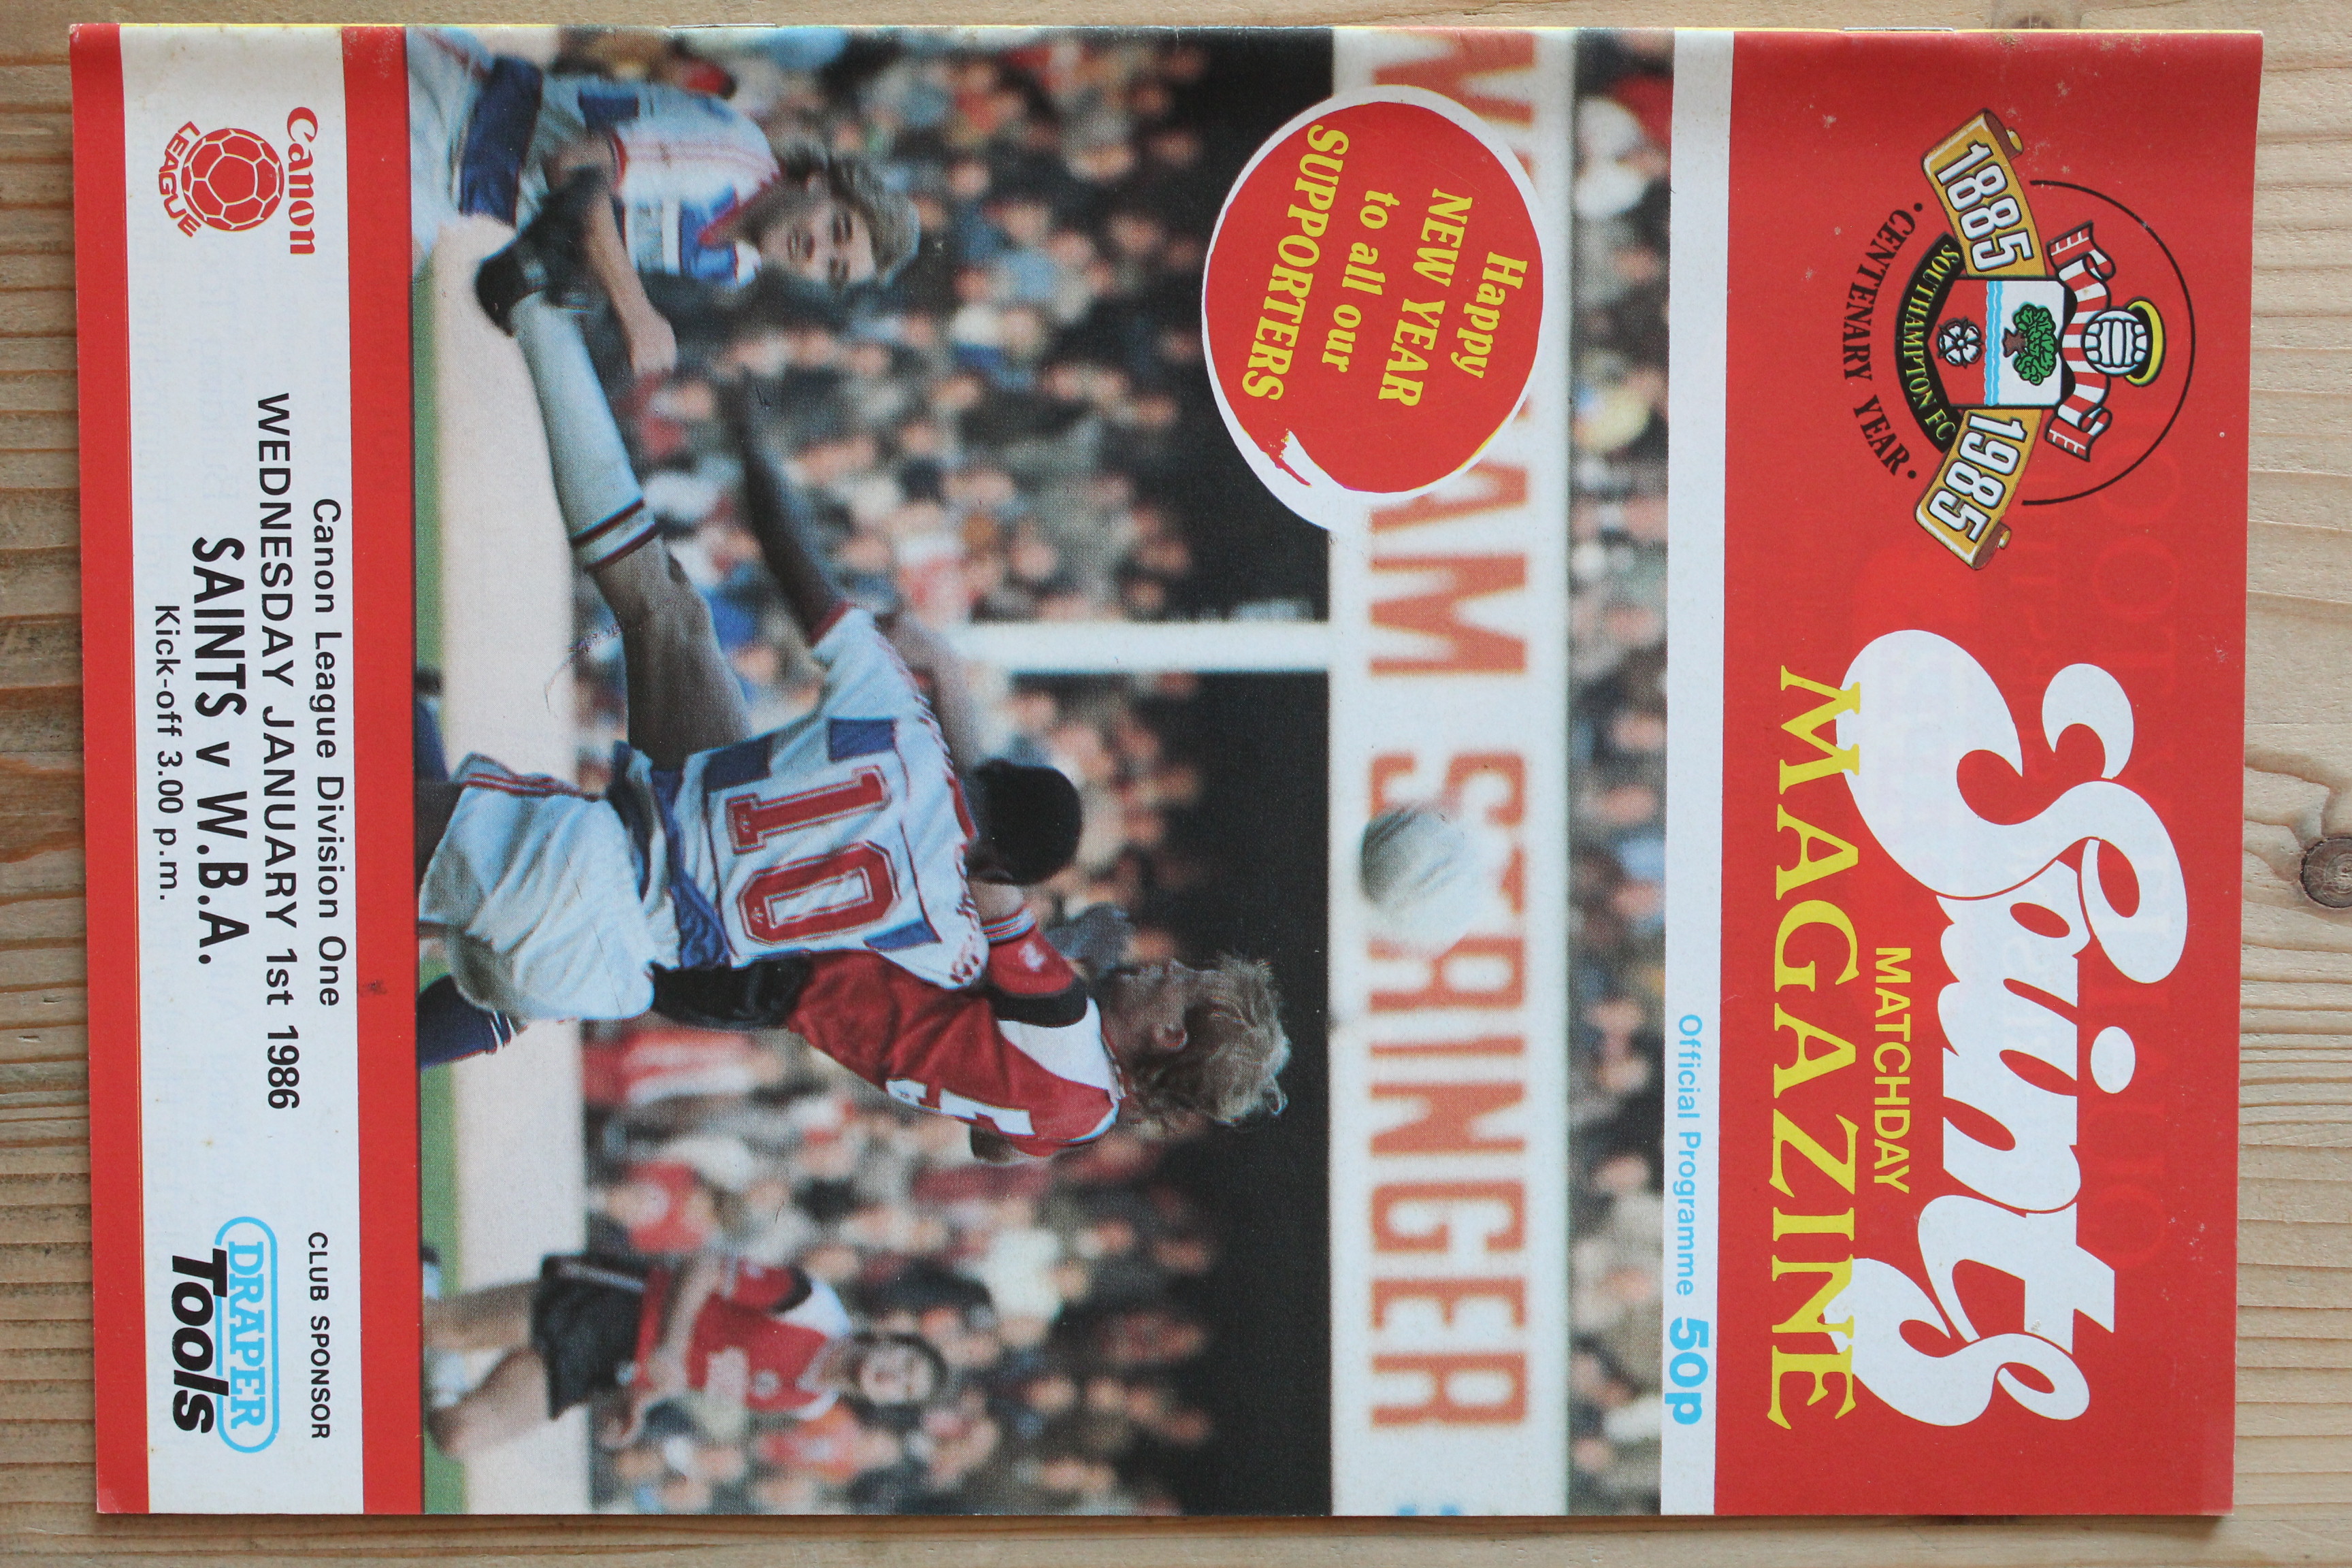 1885
1985
SOUTHAMPTON FC
• CENTENARY YEAR •
Saints
MATCHDAY
MAGAZINE
Official Programme 50p
Happy
NEW YEAR
to all our
SUPPORTERS
AM STRINGER
10
Canon
LEAGUE
Canon League Division One
WEDNESDAY JANUARY 1st 1986
SAINTS v W.B.A.
Kick-off 3.00 p.m.
CLUB SPONSOR
DRAPER
Tools